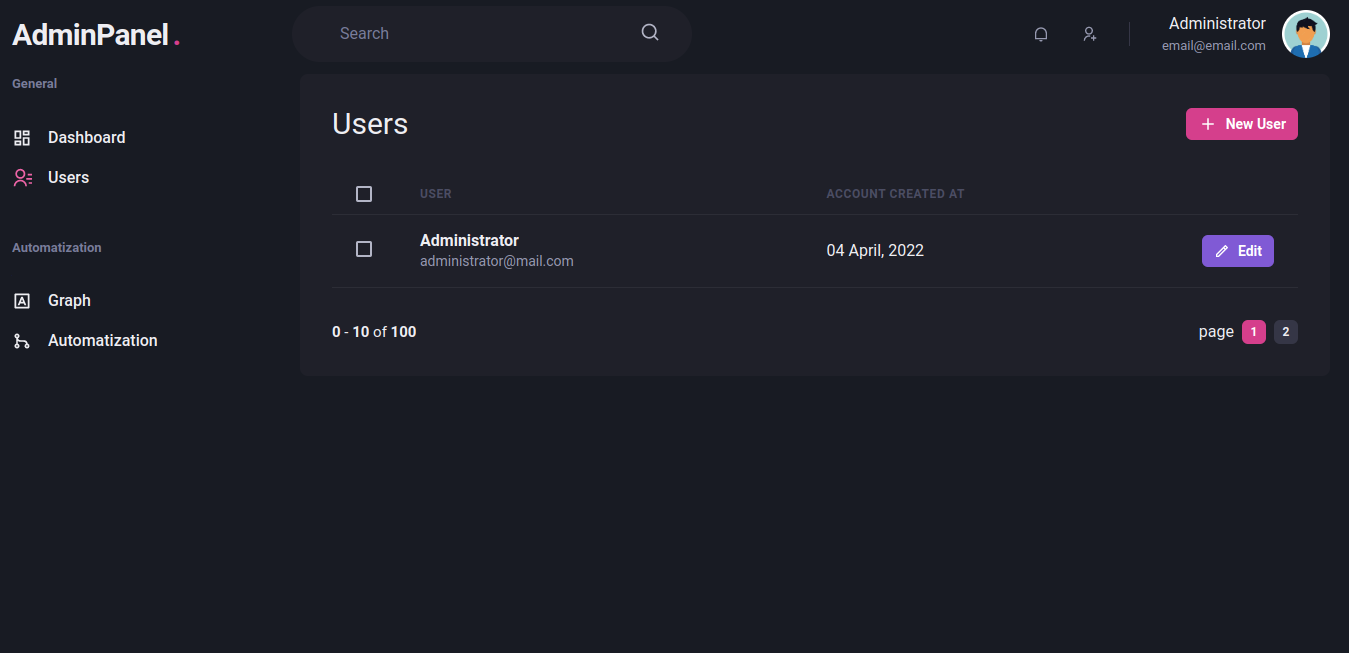 AdminPanel.
Search
Administrator
email@email.com
General
Dashboard
Users
Automatization
Graph
Automatization
Users
New User
USER
ACCOUNT CREATED AT
Administrator
administrator@mail.com
04 April, 2022
Edit
0 - 10 of 100
page 1 2